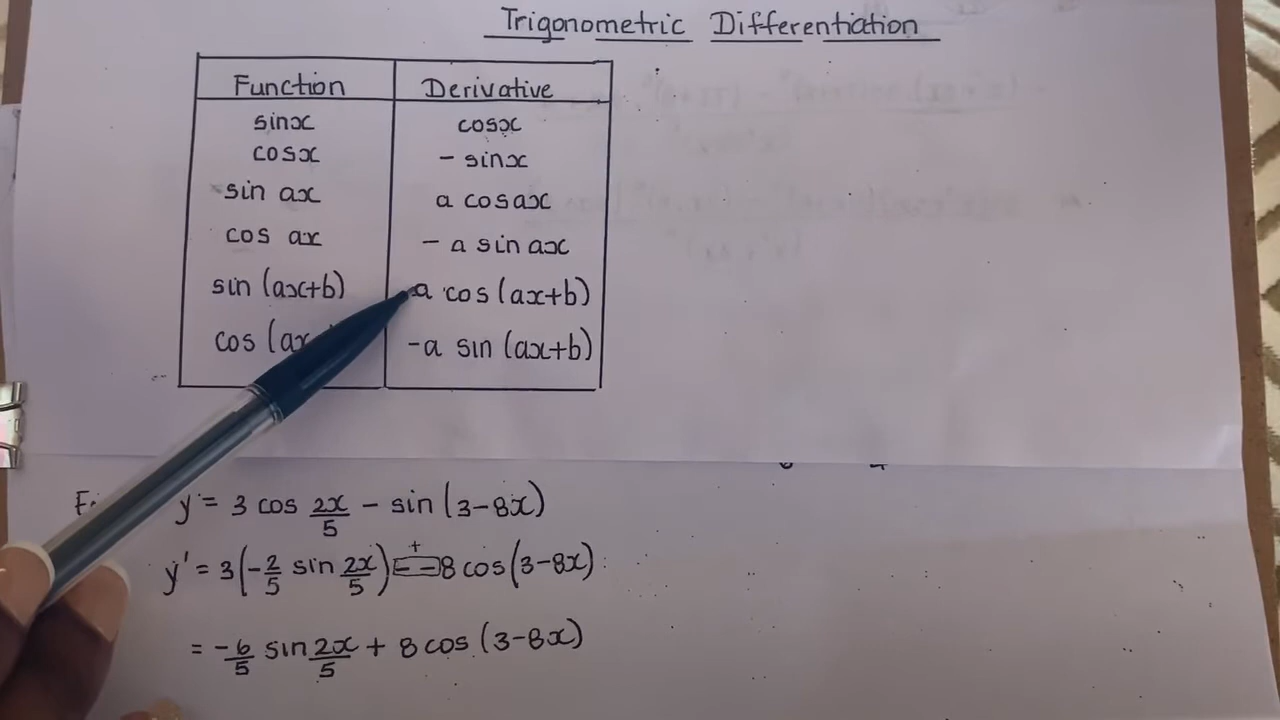 Trigonometric Differentiation
Function Derivative
sinx cosx
cosx - sinx
sin ax a cosax
cos ax - a sin ax
sin (ax+b) a cos (ax+b)
cos (ax -a sin (ax+b)
y = 3 cos 2x/5 - sin (3-8x)
y' = 3(-2/5 sin 2x/5) - -8 cos(3-8x)
+
= -6/5 sin 2x/5 + 8 cos (3-8x)